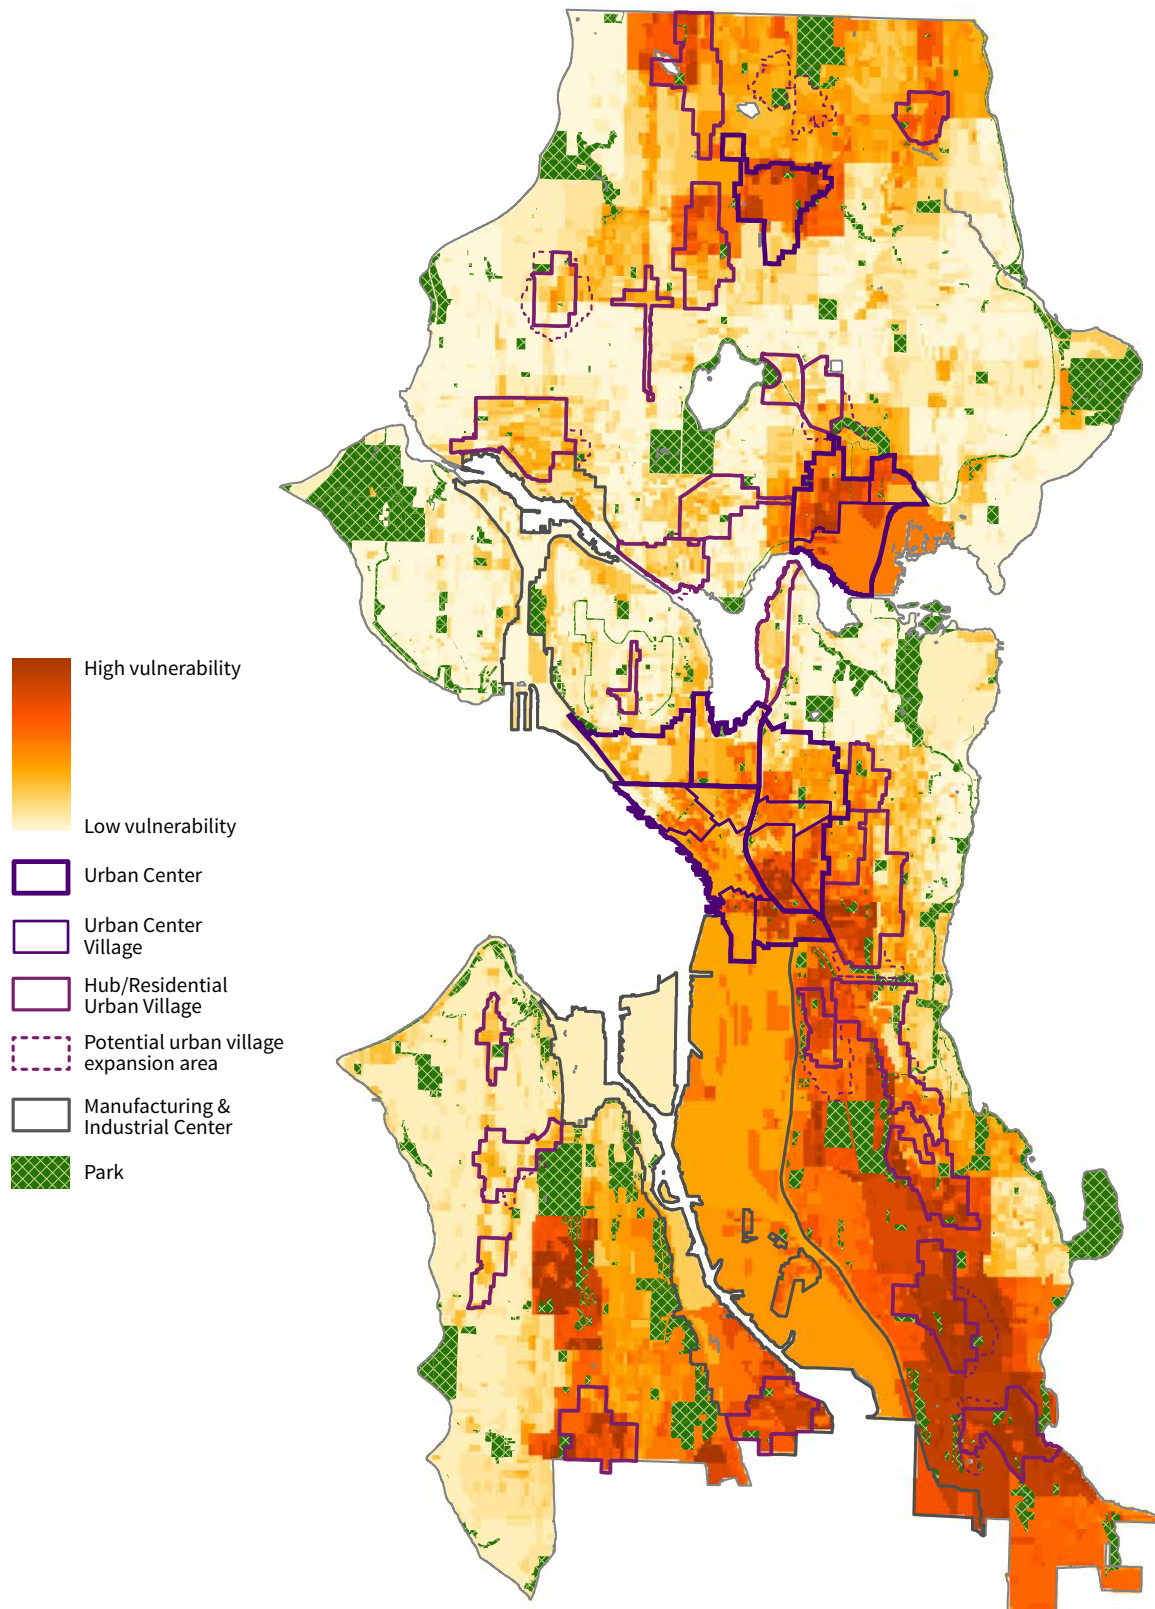 High vulnerability
Low vulnerability
Urban Center
Urban Center
Village
Hub/Residential
Urban Village
Potential urban village
expansion area
Manufacturing &
Industrial Center
Park